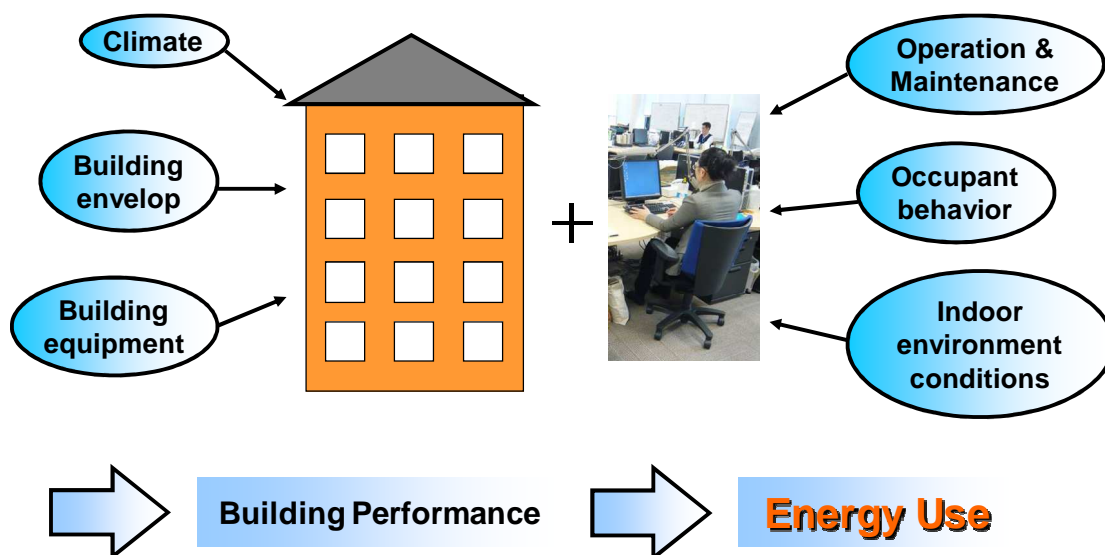 Climate
Building
envelop
Building
equipment
+
Operation &
Maintenance
Occupant
behavior
Indoor
environment
conditions
Building Performance
Energy Use